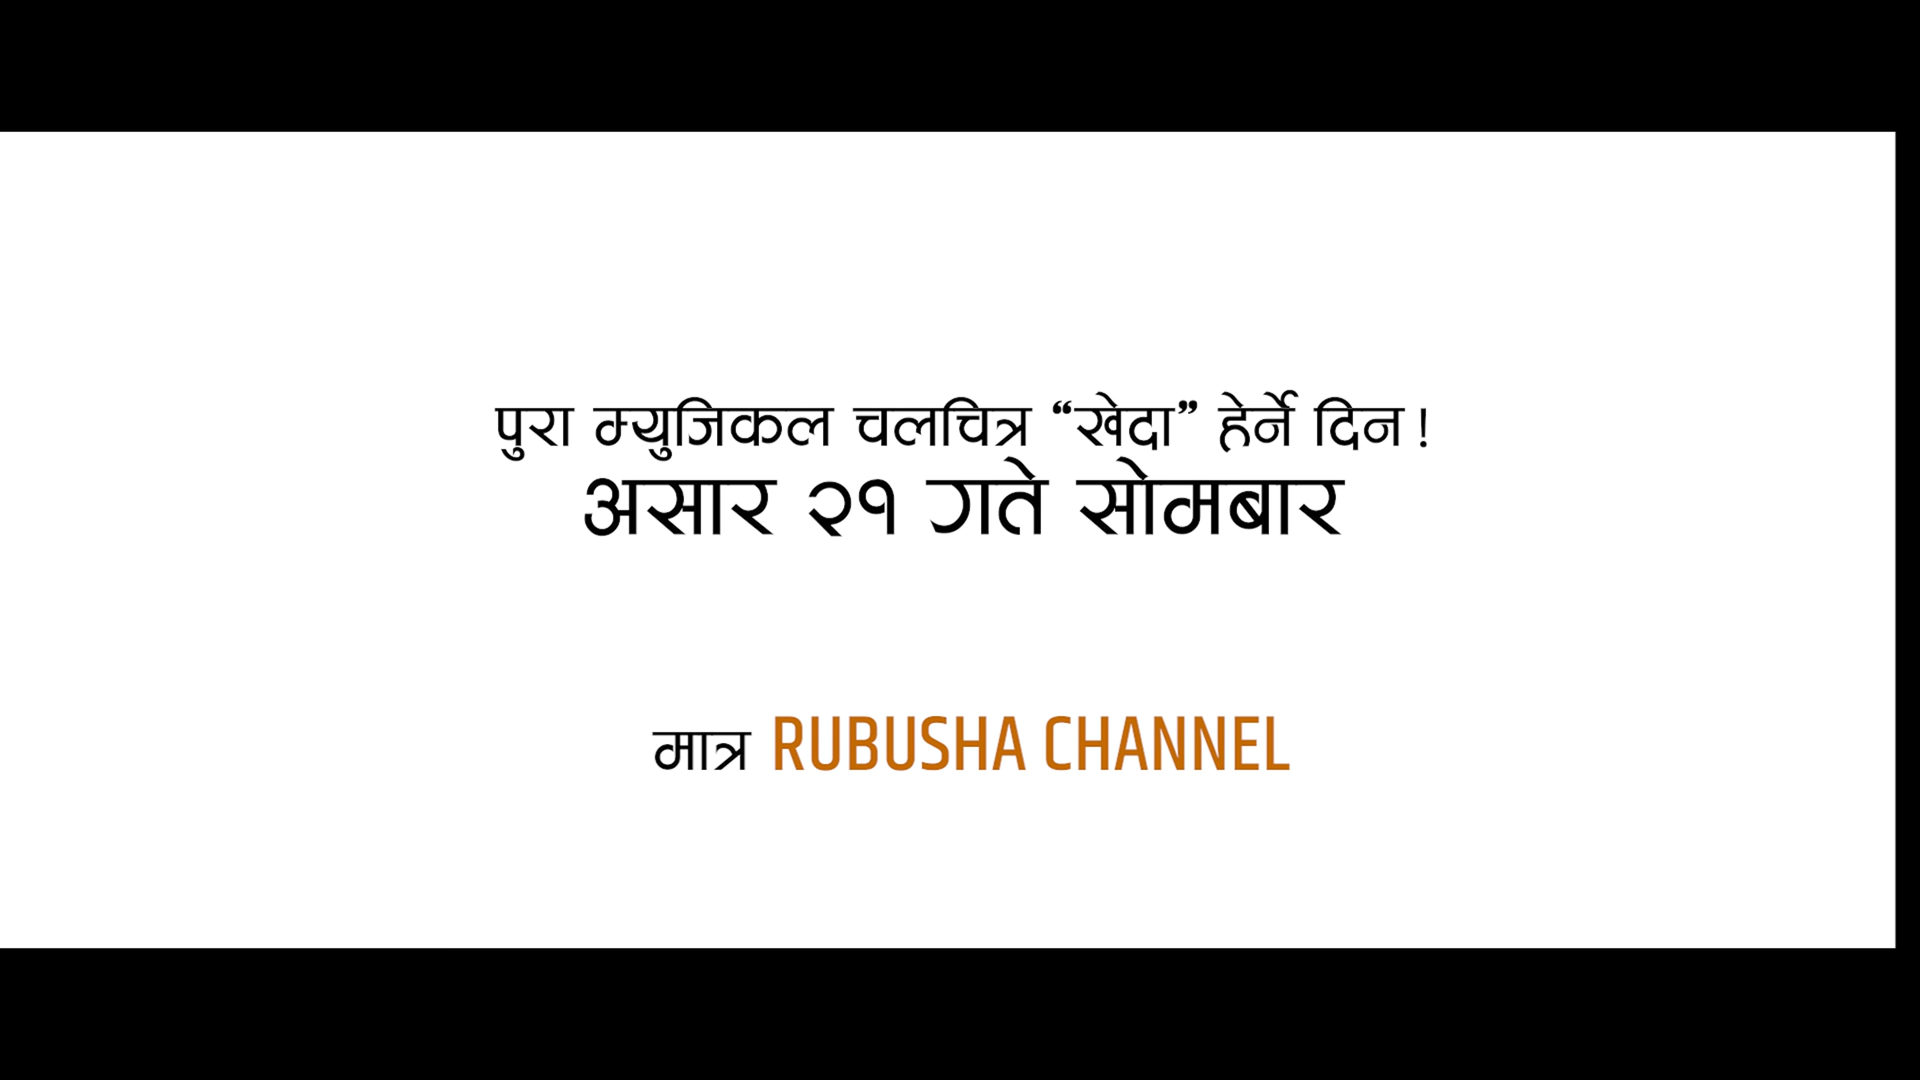 पुरा म्युजिकल चलचित्र “खेदा” हेर्ने दिन !
असार २१ गते सोमबार
मात्र RUBUSHA CHANNEL